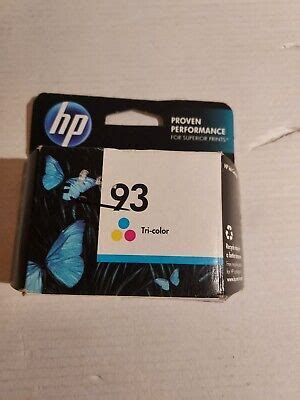 hp
PROVEN
PERFORMANCE
FOR SUPERIOR PRINTS
93
Tri-color